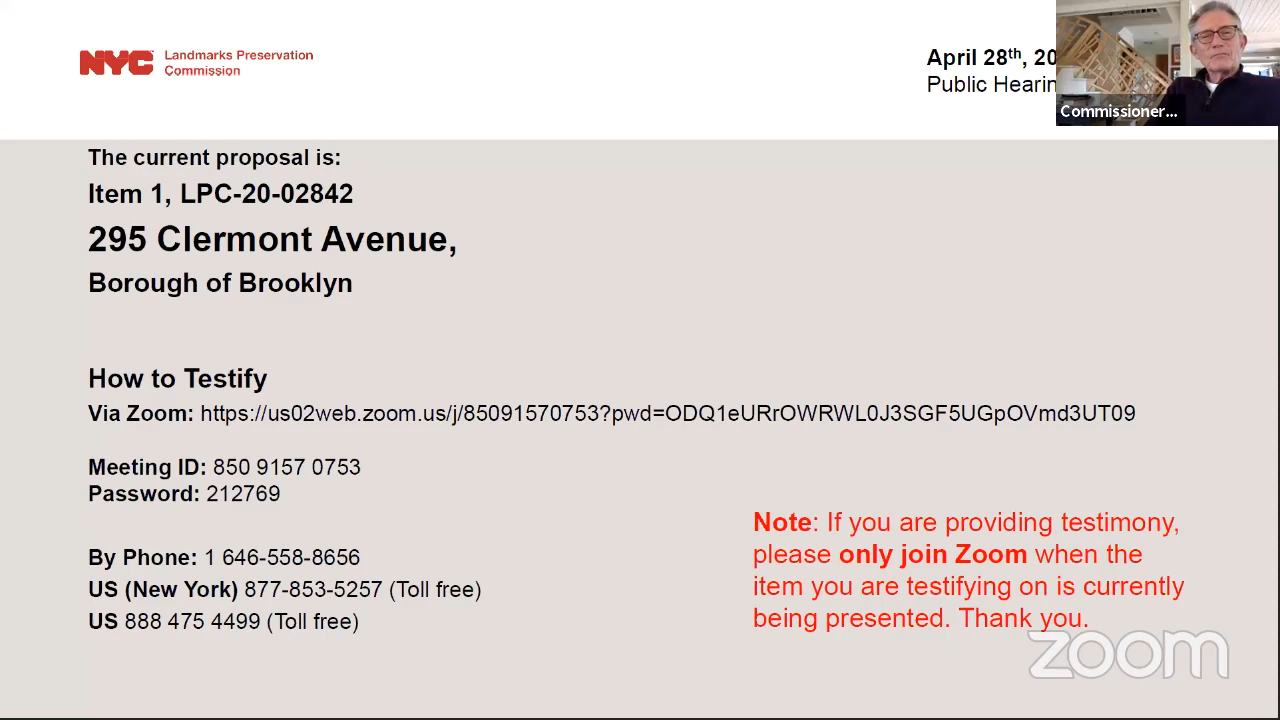 NYC Landmarks Preservation
Commission
April 28th, 20
Public Hearin
Commissioner...
The current proposal is:
Item 1, LPC-20-02842
295 Clermont Avenue,
Borough of Brooklyn
How to Testify
Via Zoom: https://us02web.zoom.us/j/85091570753?pwd=ODQ1eURrOWRWL0J3SGF5UGpOVmd3UT09
Meeting ID: 850 9157 0753
Password: 212769
By Phone: 1 646-558-8656
US (New York) 877-853-5257 (Toll free)
US 888 475 4499 (Toll free)
Note: If you are providing testimony,
please only join Zoom when the
item you are testifying on is currently
being presented. Thank you.
zoom